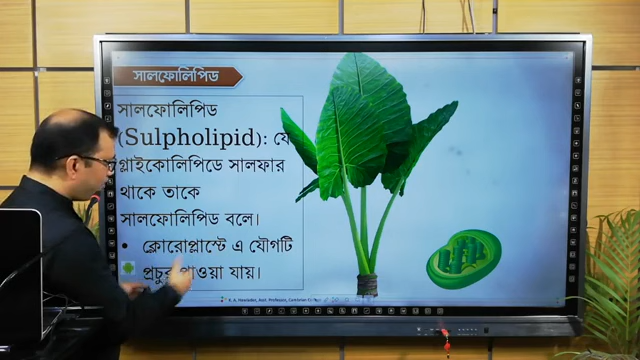 সালফোলিপিড
সালফোলিপিড
(Sulpholipid): যে
গ্লাইকোলিপিডে সালফার
থাকে তাকে
সালফোলিপিড বলে।
• ক্লোরোপ্লাস্টে এ যৌগটি
প্রচুর পাওয়া যায়।